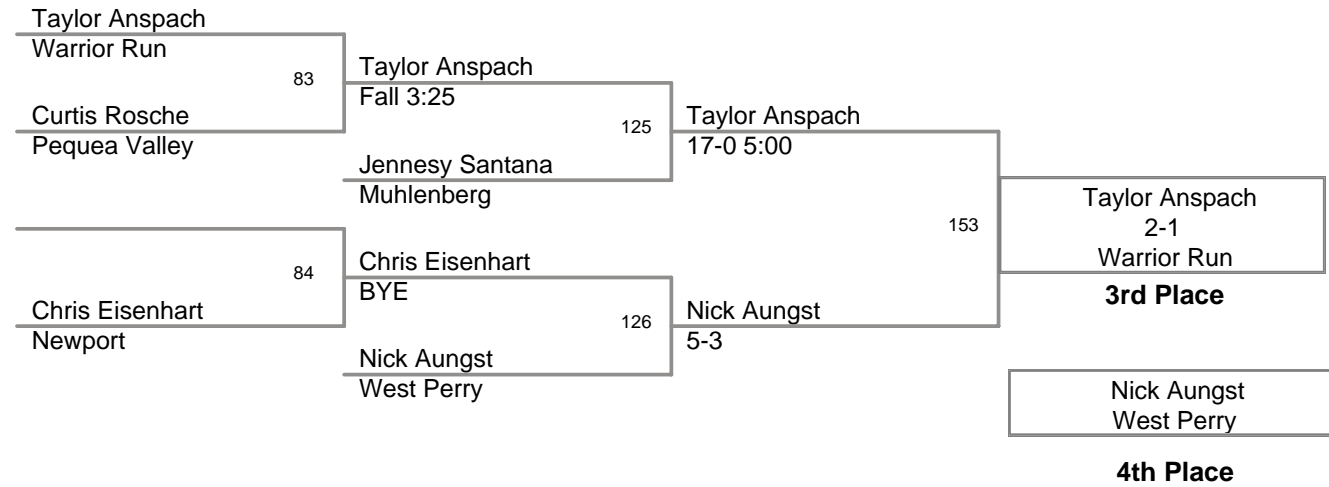 Taylor Anspach
Warrior Run
83
Curtis Rosche
Pequea Valley
Taylor Anspach
Fall 3:25
125
Jennesy Santana
Muhlenberg
Taylor Anspach
17-0 5:00
84
Chris Eisenhart
Newport
Chris Eisenhart
BYE
126
Nick Aungst
West Perry
Nick Aungst
5-3
153
Taylor Anspach
2-1
Warrior Run
3rd Place
Nick Aungst
West Perry
4th Place